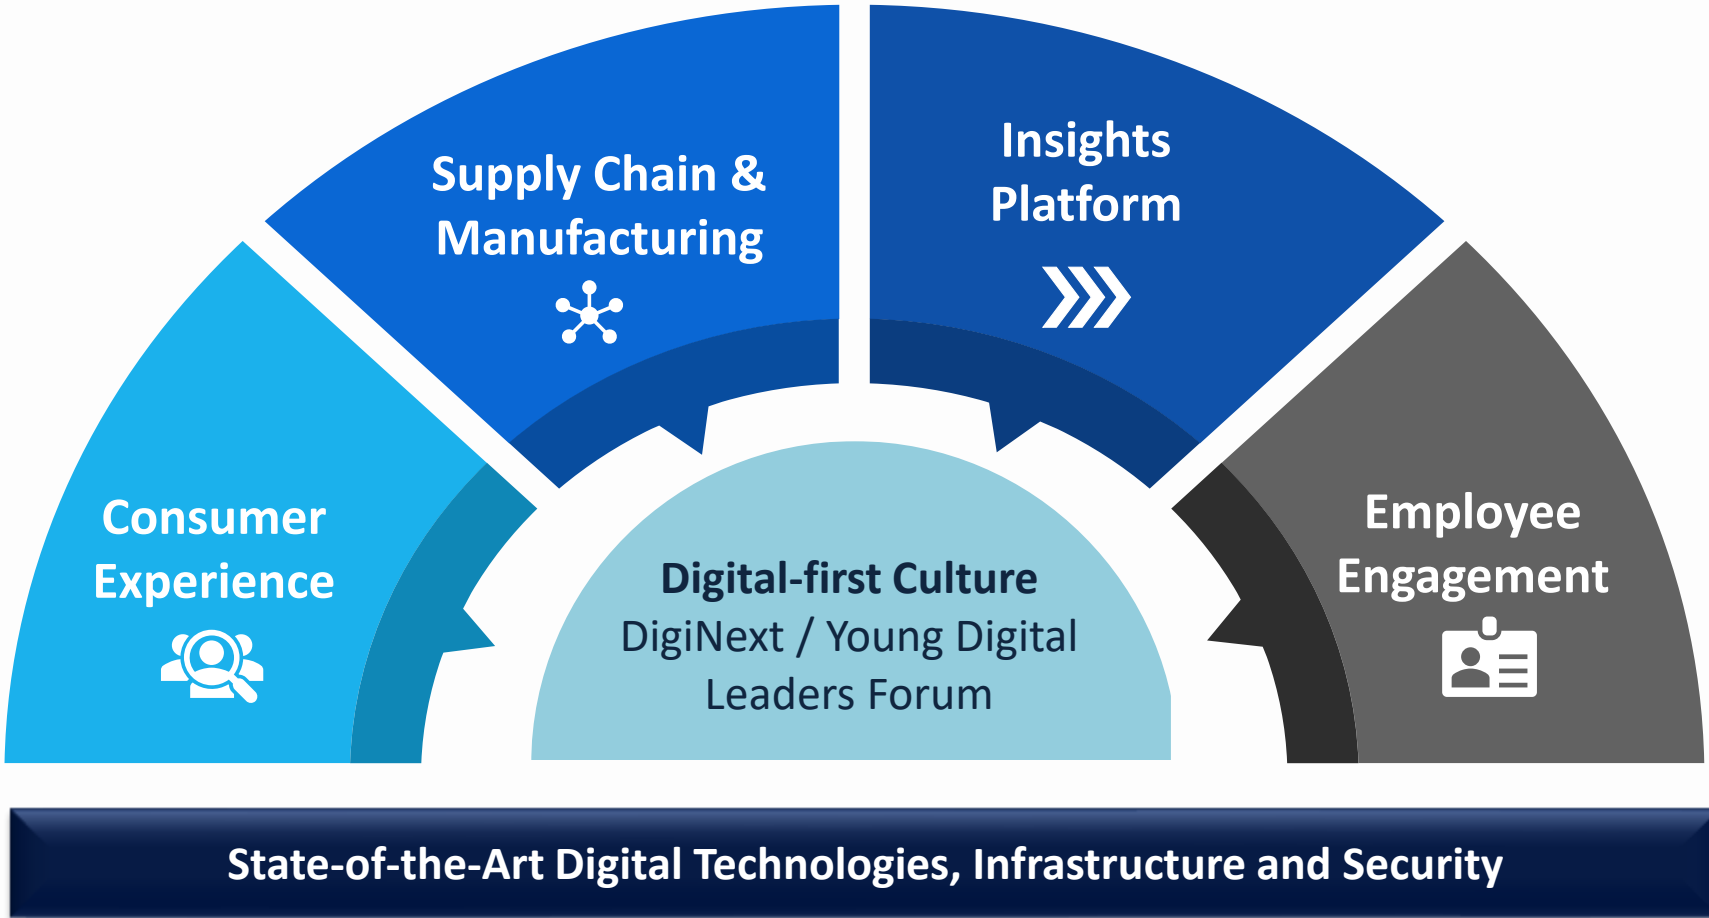 Supply Chain &
Manufacturing
Insights
Platform
Consumer
Experience
Employee
Engagement
Digital-first Culture
DigiNext / Young Digital
Leaders Forum
State-of-the-Art Digital Technologies, Infrastructure and Security